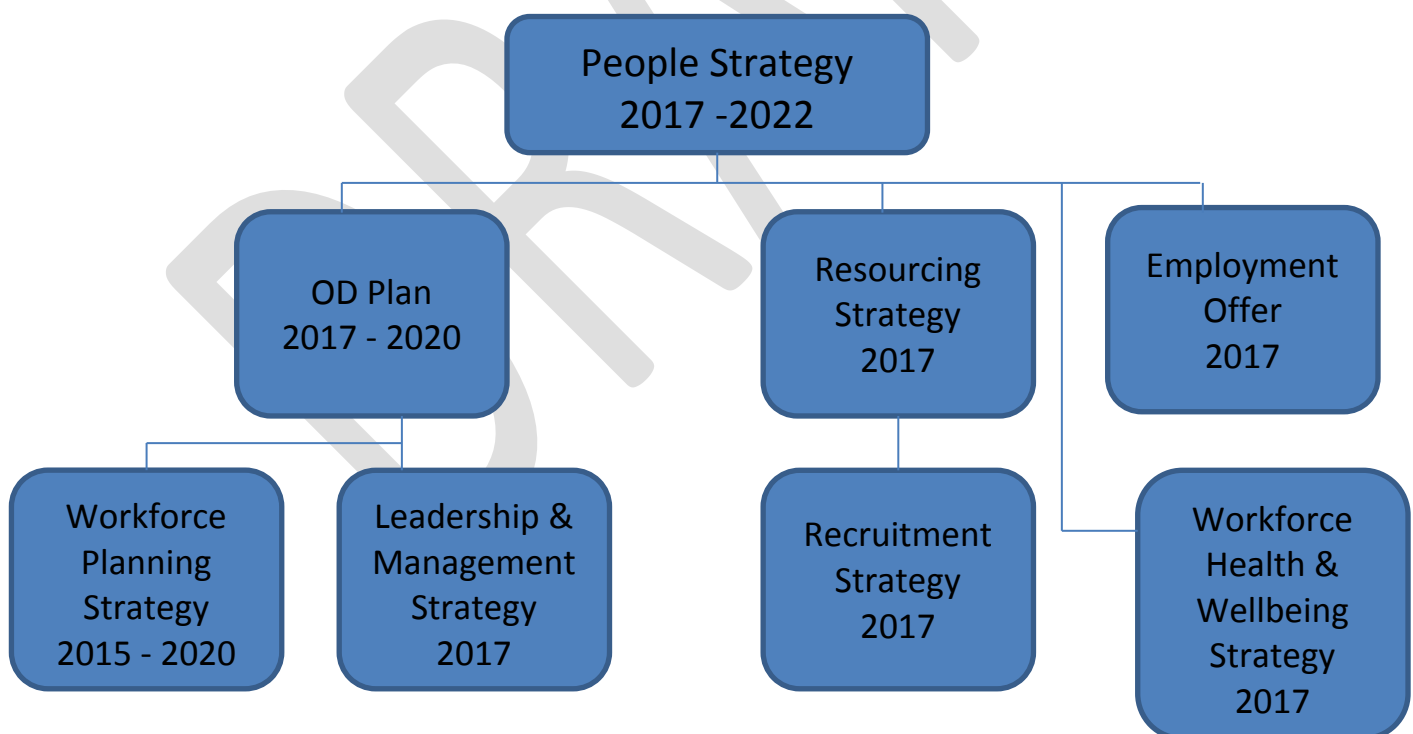 People Strategy
2017 -2022
OD Plan
2017 - 2020
Resourcing
Strategy
2017
Employment
Offer
2017
Workforce
Planning
Strategy
2015 - 2020
Leadership &
Management
Strategy
2017
Recruitment
Strategy
2017
Workforce
Health &
Wellbeing
Strategy
2017